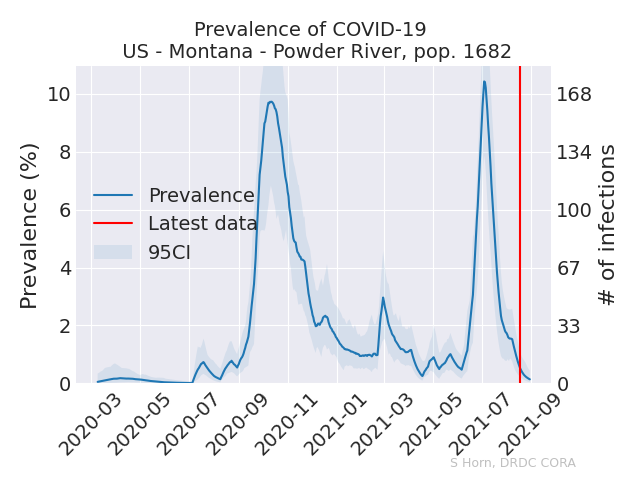 Prevalence of COVID-19
US - Montana - Powder River, pop. 1682
Prevalence (%)
10
8
6
4
2
0
Prevalence
Latest data
95CI
168
134
100
67
33
0
# of infections
2020-03
2020-05
2020-07
2020-09
2020-11
2021-01
2021-03
2021-05
2021-07
2021-09
S Horn, DRDC CORA